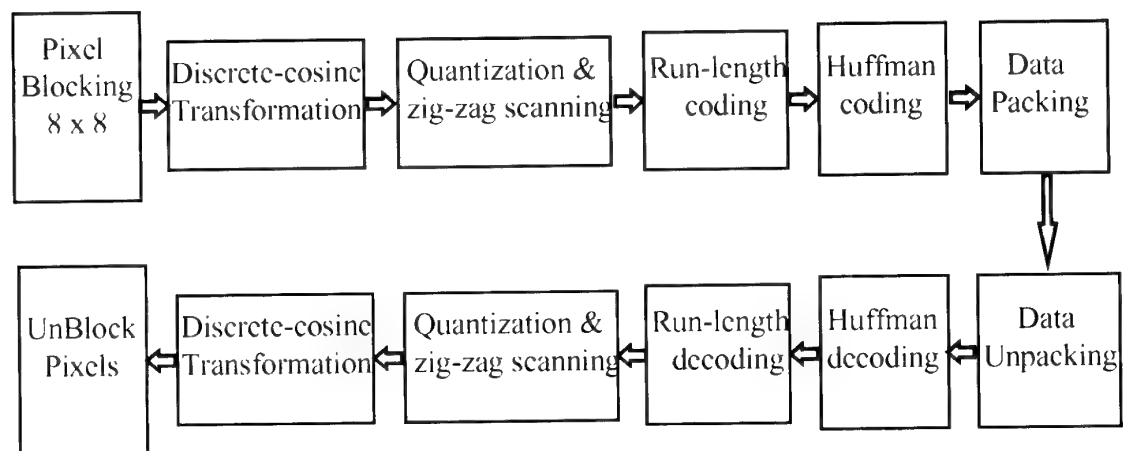 Pixel
Blocking
8 x 8
Discrete-cosine
Transformation
Quantization &
zig-zag scanning
Run-length
coding
Huffman
coding
Data
Packing
UnBlock
Pixels
Discrete-cosine
Transformation
Quantization &
zig-zag scanning
Run-length
decoding
Huffman
decoding
Data
Unpacking